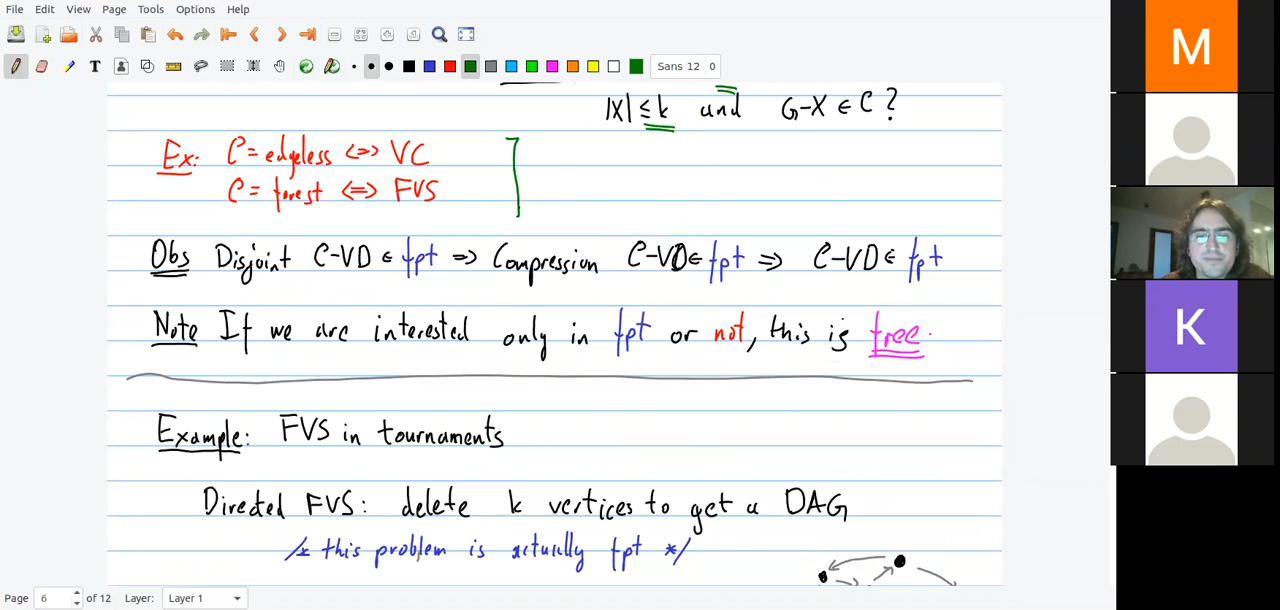 File Edit View Page Tools Options Help
Sans 12 0
|X| ≤ k and G-X ∈ C ?
Ex: C = edgeless <=> VC
C = forest <=> FVS
Obs Disjoint C-VD ∈ fpt => Compression C-VD ∈ fpt => C-VD ∈ fpt
Note If we are interested only in fpt or not, this is free.
Example: FVS in tournaments
Directed FVS: delete k vertices to get a DAG
/* this problem is actually fpt */
Page 6 of 12 Layer: Layer 1
M
K